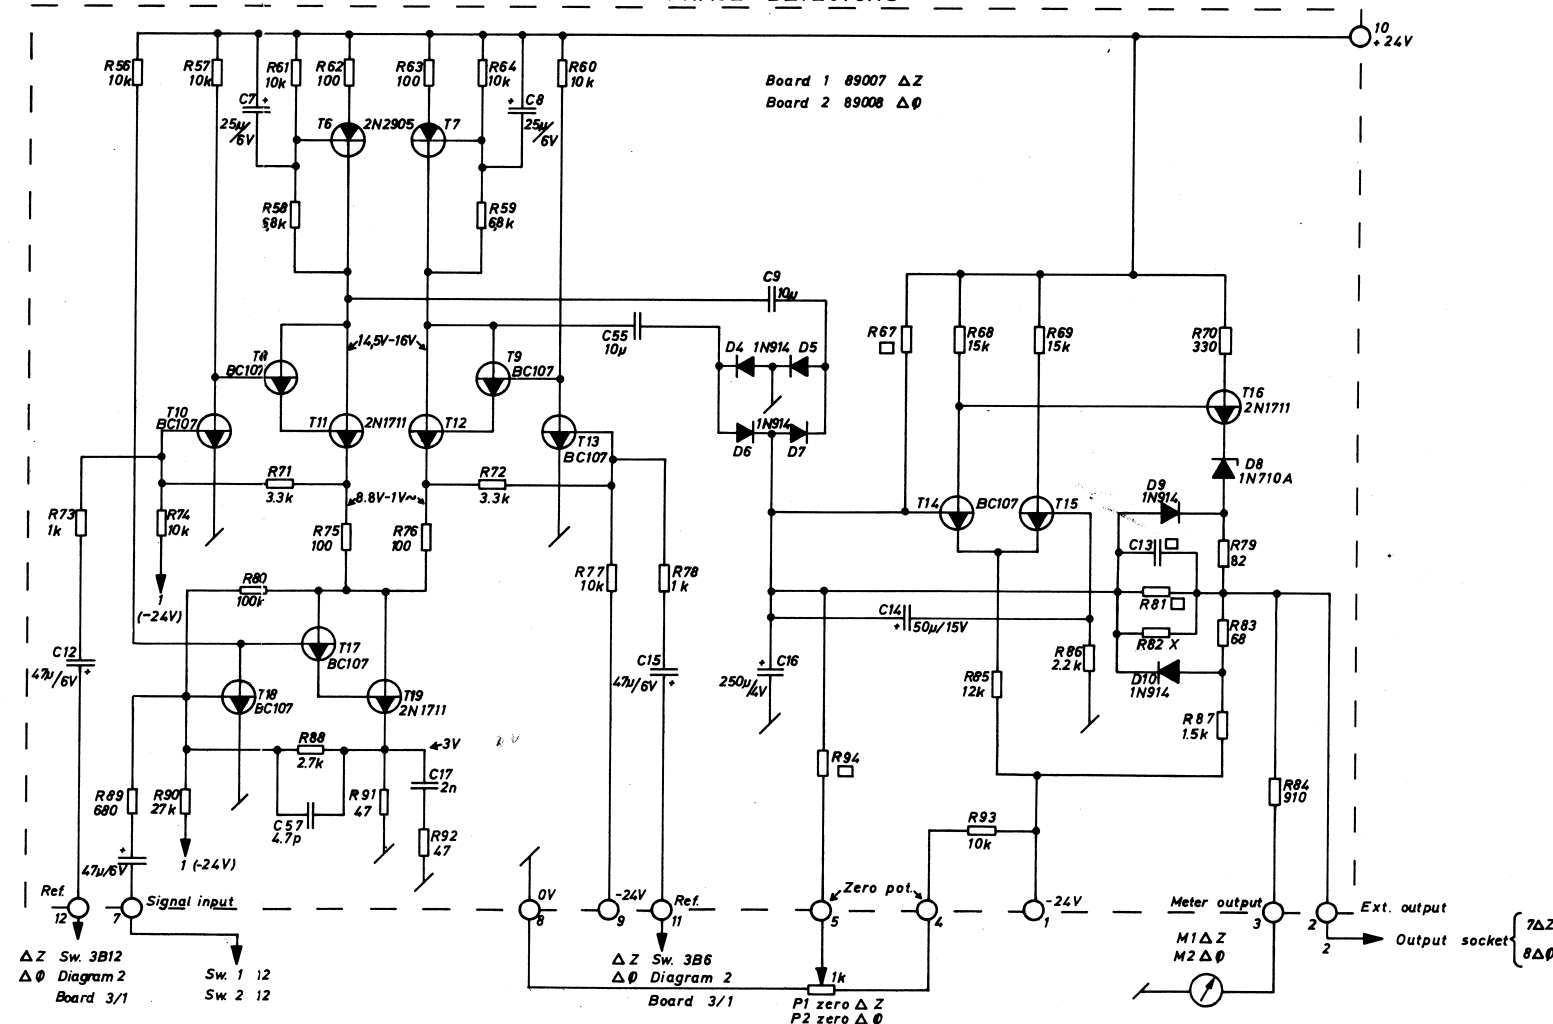 10
+24V
R56
10k
R57
10k
R61
10k
R62
100
R63
100
R64
10k
R60
10k
Board 1 89007 ΔZ
Board 2 89008 ΔΦ
C7
+
25μ/6V
T6
2N2905
T7
+
C8
25μ/6V
R58
6,8k
R59
6,8k
C9
10μ
C55
10μ
14,5V-16V
T8
BC107
T9
BC107
D4
1N914
D5
1N914
D6
D7
R67
R68
15k
R69
15k
R70
330
T10
BC107
T11
2N1711
T12
T13
BC107
T16
2N1711
R71
3.3k
R72
3.3k
8.8V-1V~
D8
1N710A
D9
1N914
T14
BC107
T15
R73
1k
R74
10k
R75
100
R76
100
C13
R79
82
R77
10k
R78
1k
R80
100k
1
(-24V)
R81
C14
+
50μ/15V
R83
68
R82 X
T17
BC107
C12
47μ/6V
+
C15
47μ/6V
+
+
C16
250μ/4V
R86
2.2k
R85
12k
D10
1N914
T18
BC107
T19
2N1711
R87
1.5k
3V
R88
2.7k
C17
2n
R94
R89
680
R90
27k
C57
4.7p
R91
47
R92
47
R84
910
R93
10k
+
47μ/6V
1 (-24V)
Ref.
12
7
Signal input
0V
8
-24V
9
Ref.
11
Zero pot.
5
4
-24V
1
Meter output
3
2
Ext. output
2
Output socket
7ΔZ
8ΔΦ
M1ΔZ
M2ΔΦ
ΔZ Sw. 3B12
ΔΦ Diagram 2
Board 3/1
Sw. 1 12
Sw. 2 12
ΔZ Sw. 3B6
ΔΦ Diagram 2
Board 3/1
1k
P1 zero ΔZ
P2 zero ΔΦ